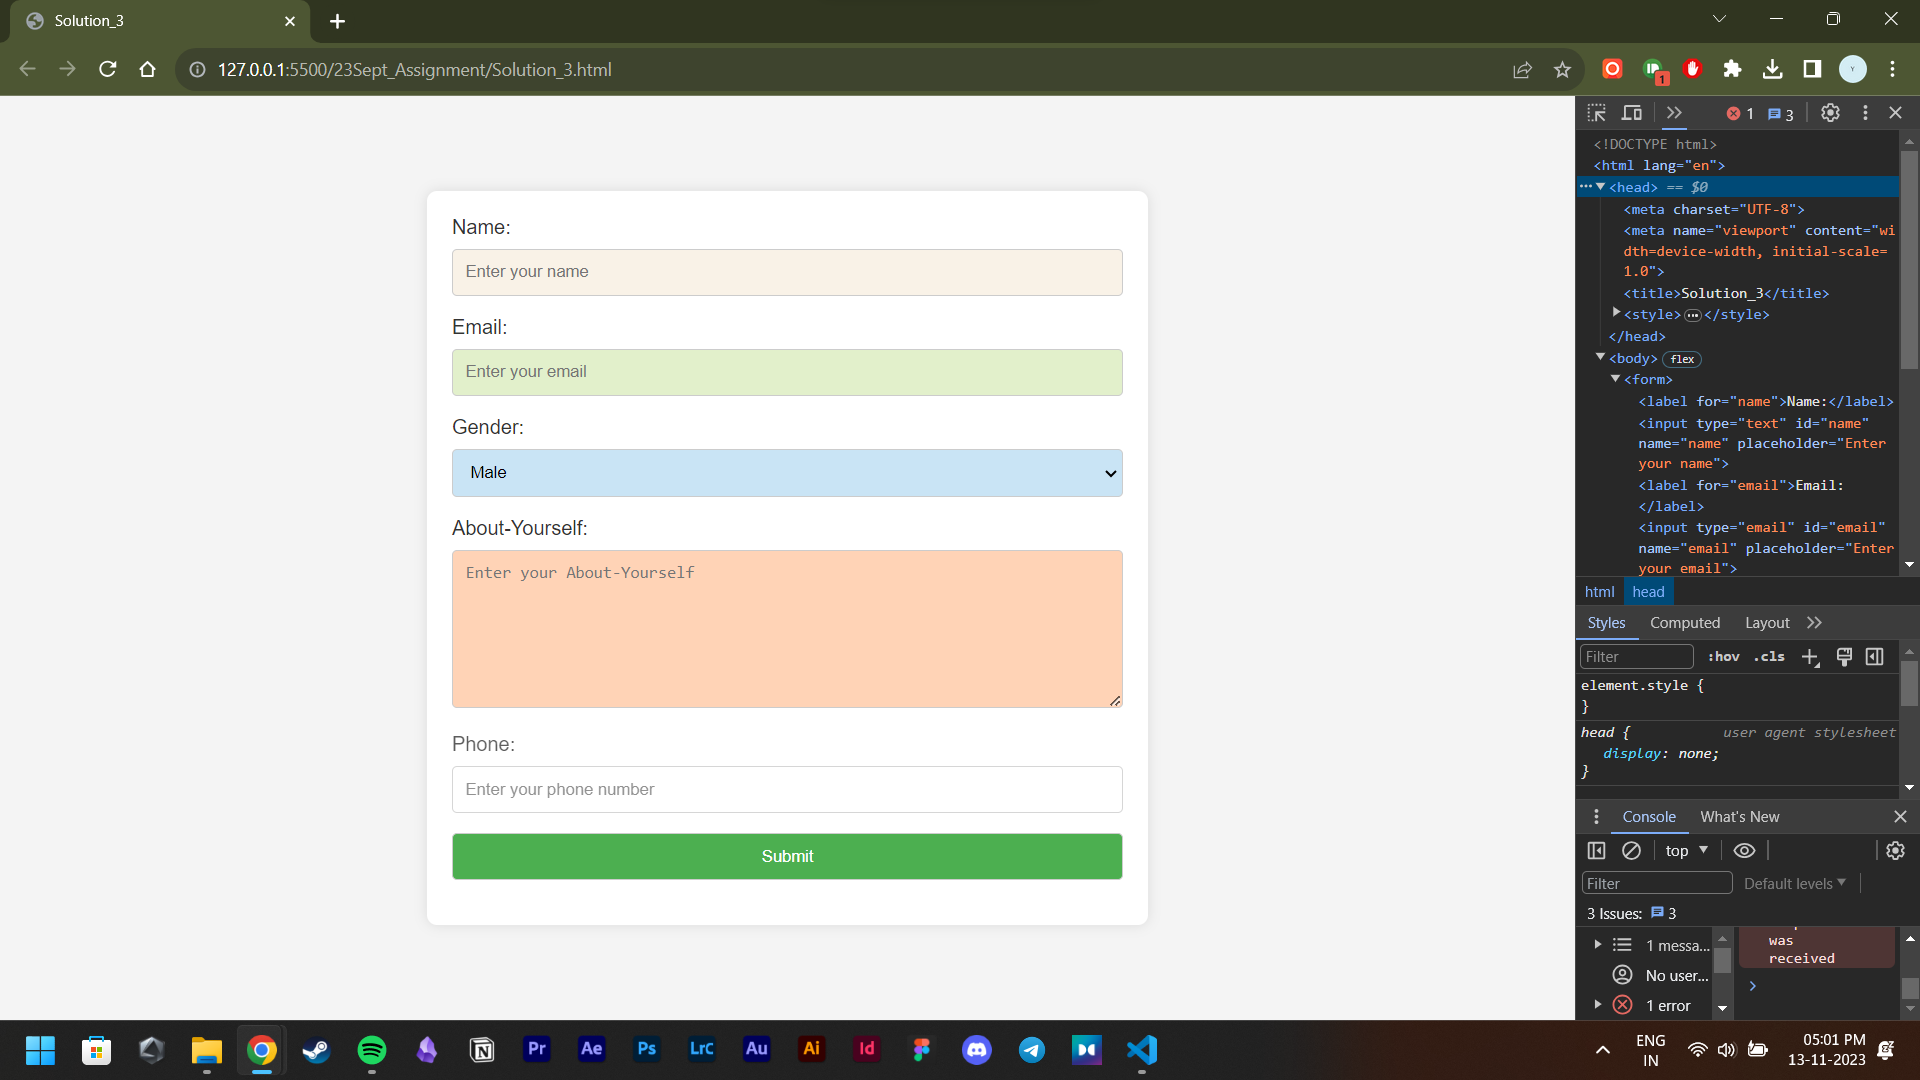 Solution_3
127.0.0.1:5500/23Sept_Assignment/Solution_3.html
1
Y
Name:
Enter your name
Email:
Enter your email
Gender:
Male
About-Yourself:
Enter your About-Yourself
Phone:
Enter your phone number
Submit
1 3
<!DOCTYPE html>
<html lang="en">
<head> == $0
<meta charset="UTF-8">
<meta name="viewport" content="wi
dth=device-width, initial-scale=
1.0">
<title>Solution_3</title>
<style>…</style>
</head>
<body> flex
<form>
<label for="name">Name:</label>
<input type="text" id="name"
name="name" placeholder="Enter
your name">
<label for="email">Email:
</label>
<input type="email" id="email"
name="email" placeholder="Enter
your email">
html head
Styles Computed Layout
Filter :hov .cls
element.style {
}
head { user agent stylesheet
display: none;
}
Console What's New
top
Filter Default levels
3 Issues: 3
1 messa...
No user...
1 error
was
received
Pr Ae Ps LrC Au Ai Id
ENG
IN
05:01 PM
13-11-2023